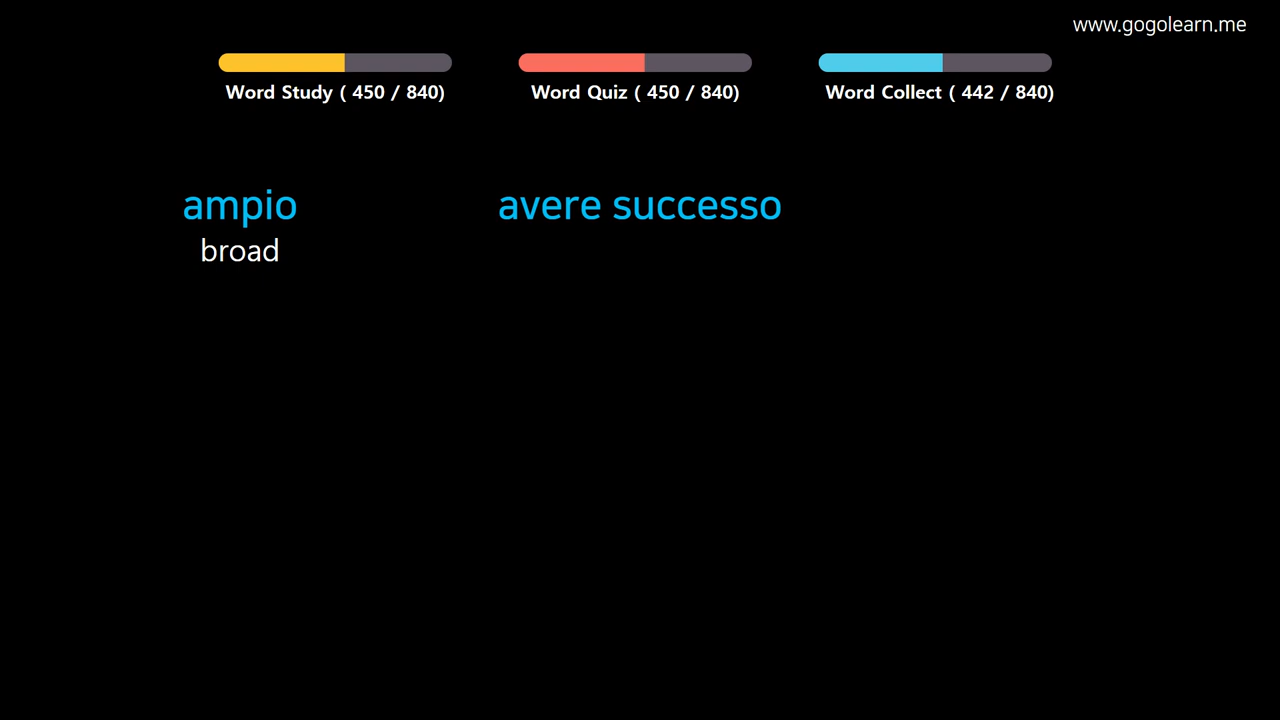 www.gogolearn.me
Word Study ( 450 / 840)
Word Quiz ( 450 / 840)
Word Collect ( 442 / 840)
ampio
broad
avere successo